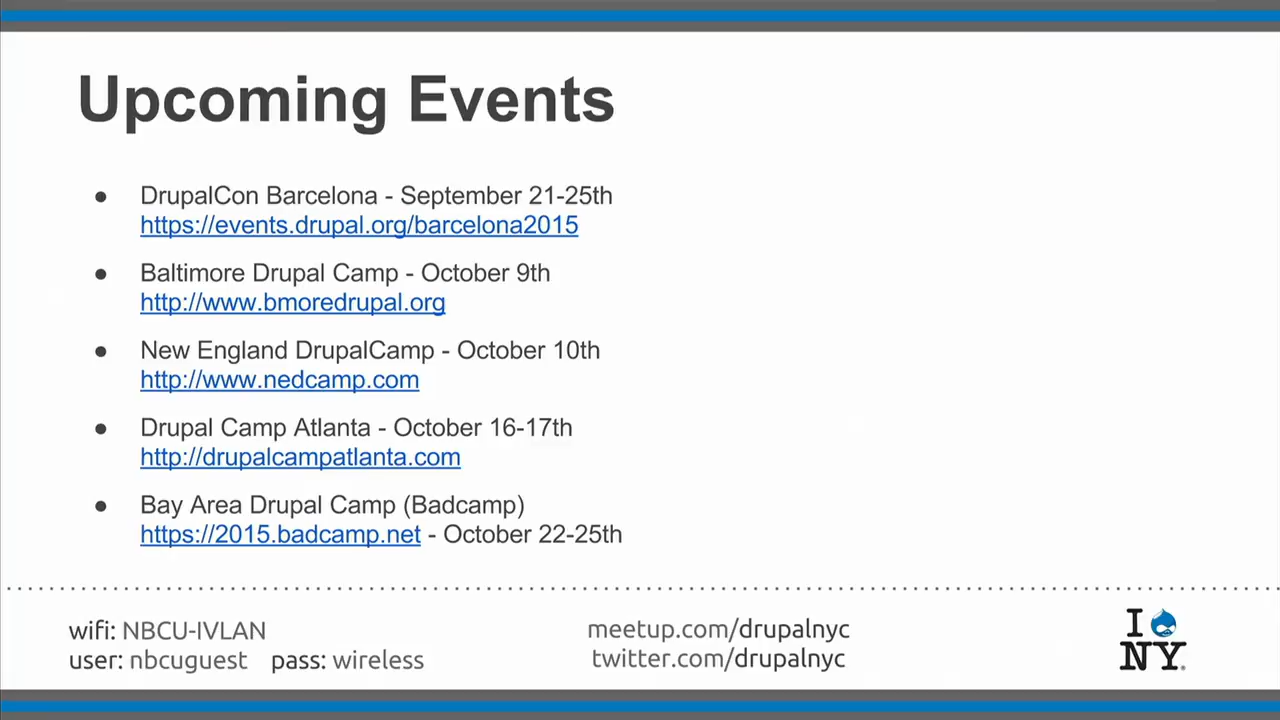 Upcoming Events
● DrupalCon Barcelona - September 21-25th
https://events.drupal.org/barcelona2015
● Baltimore Drupal Camp - October 9th
http://www.bmoredrupal.org
● New England DrupalCamp - October 10th
http://www.nedcamp.com
● Drupal Camp Atlanta - October 16-17th
http://drupalcampatlanta.com
● Bay Area Drupal Camp (Badcamp)
https://2015.badcamp.net - October 22-25th
wifi: NBCU-IVLAN
user: nbcuguest pass: wireless
meetup.com/drupalnyc
twitter.com/drupalnyc
I
NY